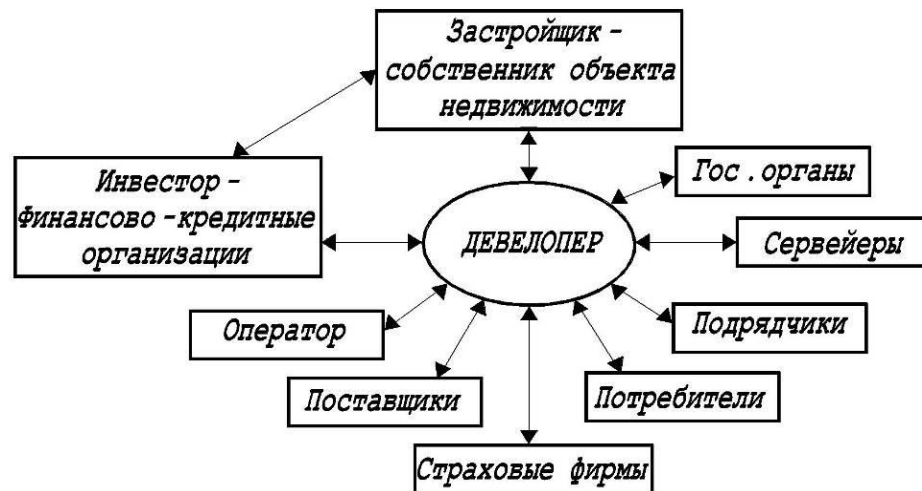 Застройщик –
собственник объекта
недвижимости
Инвестор –
Финансово –кредитные
организации
Гос . органы
ДЕВЕЛОПЕР
Сервейеры
Оператор
Подрядчики
Поставщики
Потребители
Страховые фирмы